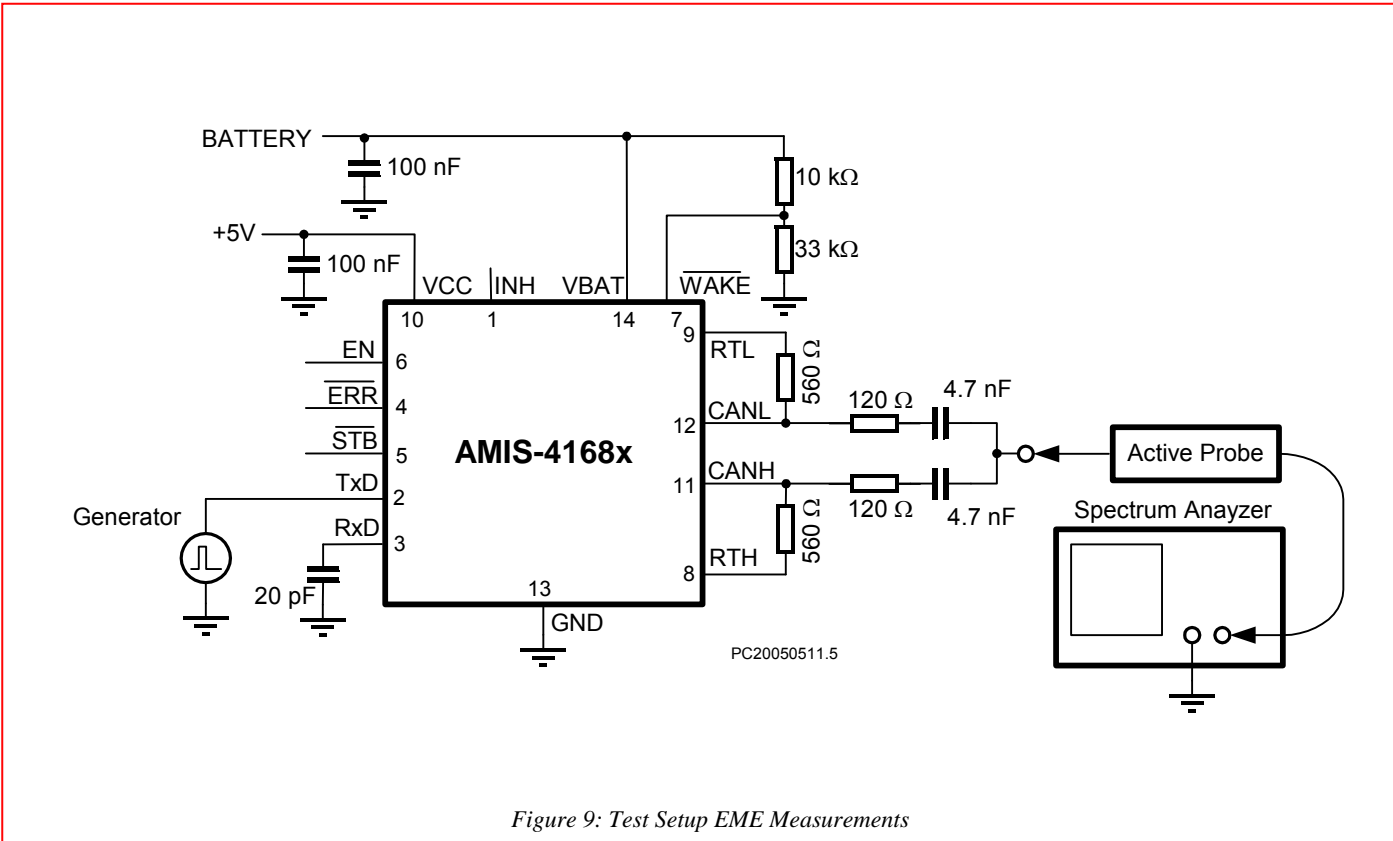 BATTERY
100 nF
10 kΩ
+5V
33 kΩ
100 nF
VCC
INH
VBAT
WAKE
10
1
14
7
9
RTL
560 Ω
EN
6
ERR
4
STB
5
AMIS-4168x
CANL
12
120 Ω
4.7 nF
Active Probe
CANH
11
120 Ω
4.7 nF
TxD
2
Generator
RxD
3
20 pF
560 Ω
RTH
8
Spectrum Anayzer
13
GND
PC20050511.5
Figure 9: Test Setup EME Measurements